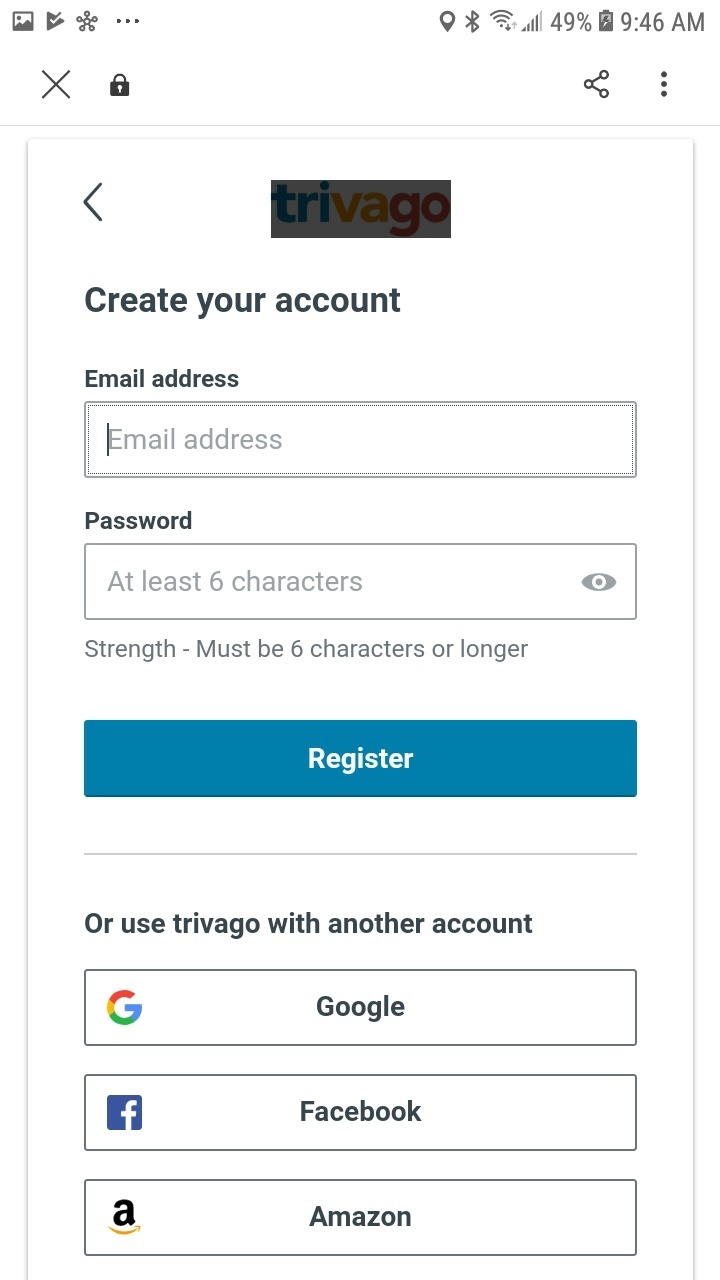 49% 9:46 AM
trivago
Create your account
Email address
Email address
Password
At least 6 characters
Strength - Must be 6 characters or longer
Register
Or use trivago with another account
Google
Facebook
Amazon